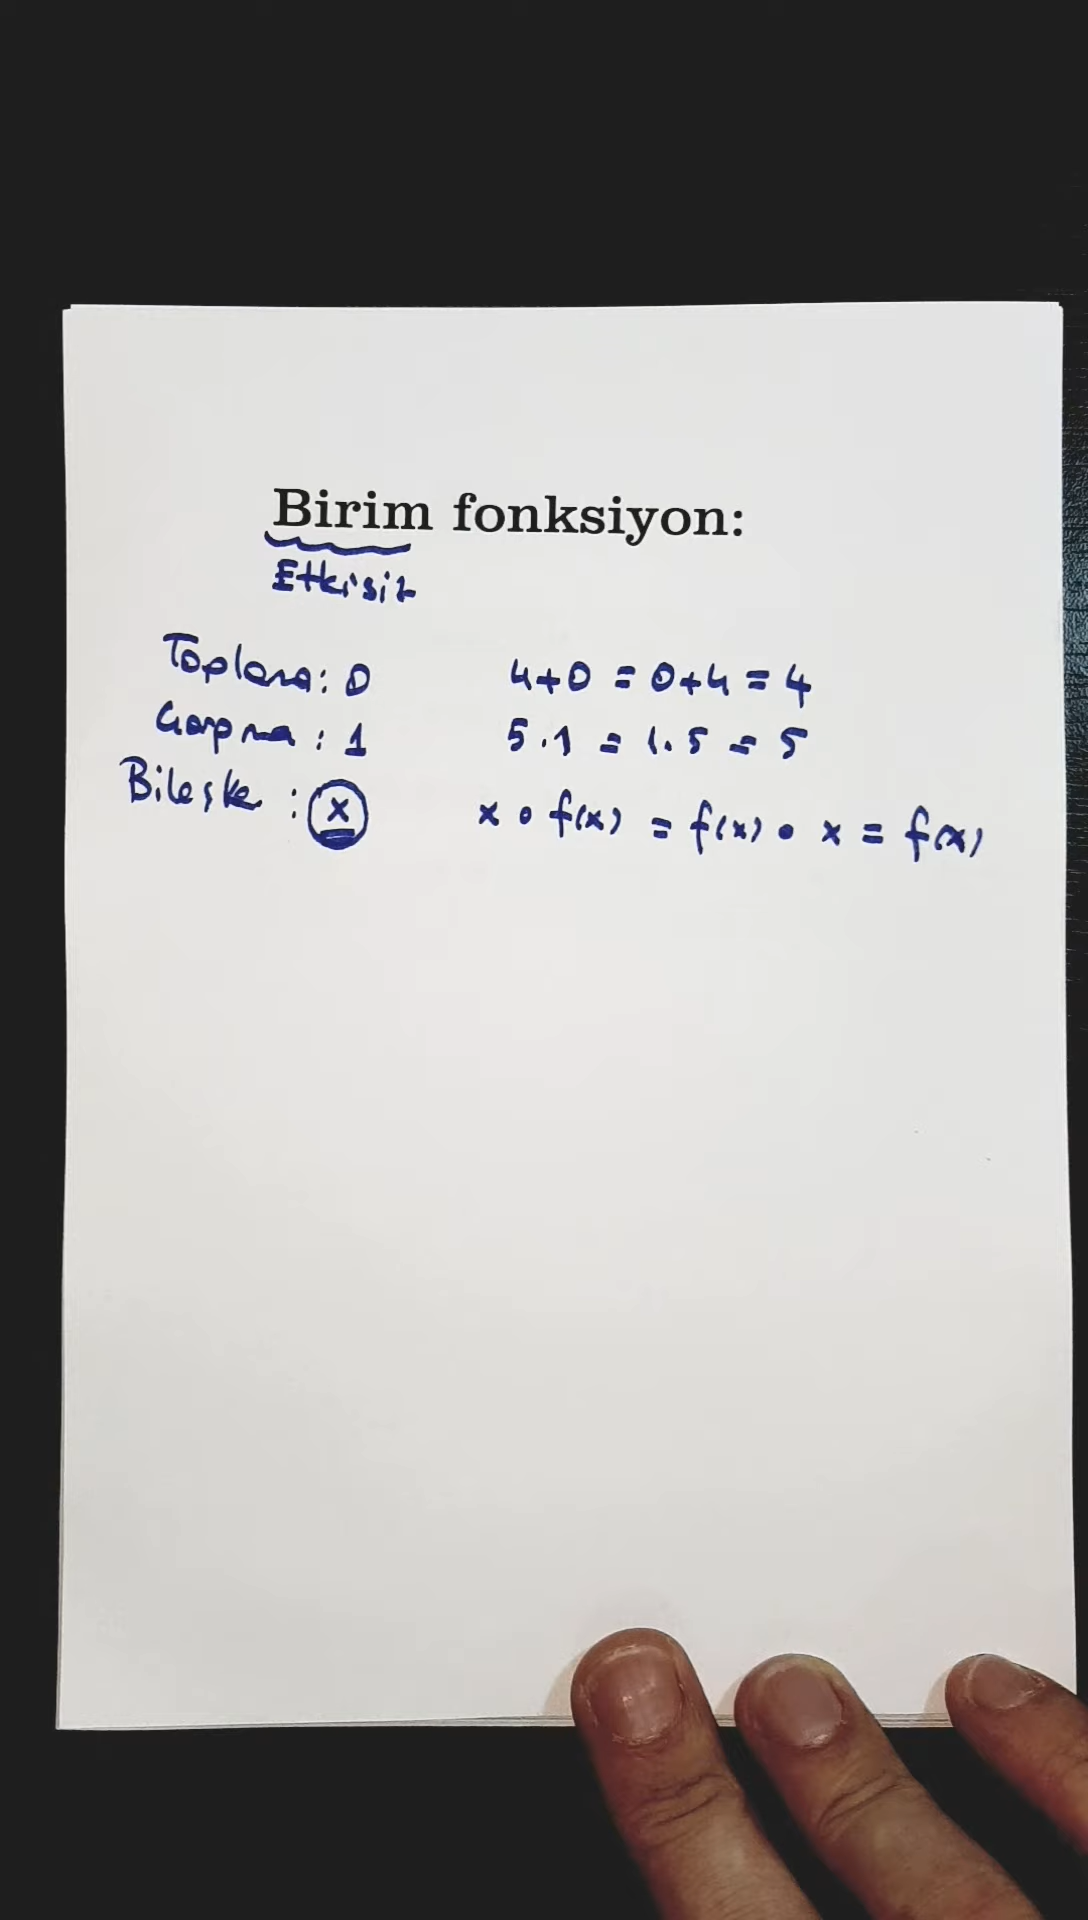 Birim fonksiyon:
Etkisiz
Toplama: 0 4+0 = 0+4 = 4
Çarpma: 1 5.1 = 1.5 = 5
Bileşke: x x o f(x) = f(x) o x = f(x)